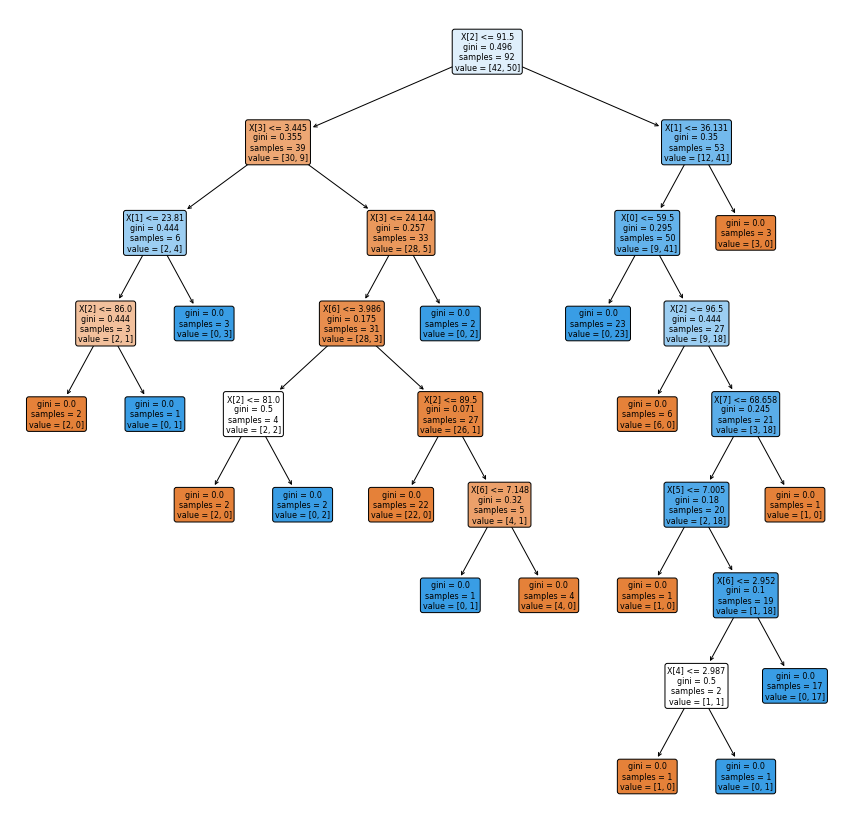 X[2] <= 91.5
gini = 0.496
samples = 92
value = [42, 50]
X[3] <= 3.445
gini = 0.355
samples = 39
value = [30, 9]
X[1] <= 36.131
gini = 0.35
samples = 53
value = [12, 41]
X[1] <= 23.81
gini = 0.444
samples = 6
value = [2, 4]
X[3] <= 24.144
gini = 0.257
samples = 33
value = [28, 5]
X[0] <= 59.5
gini = 0.295
samples = 50
value = [9, 41]
gini = 0.0
samples = 3
value = [3, 0]
X[2] <= 86.0
gini = 0.444
samples = 3
value = [2, 1]
gini = 0.0
samples = 3
value = [0, 3]
X[6] <= 3.986
gini = 0.175
samples = 31
value = [28, 3]
gini = 0.0
samples = 2
value = [0, 2]
gini = 0.0
samples = 23
value = [0, 23]
X[2] <= 96.5
gini = 0.444
samples = 27
value = [9, 18]
gini = 0.0
samples = 2
value = [2, 0]
gini = 0.0
samples = 1
value = [0, 1]
X[2] <= 81.0
gini = 0.5
samples = 4
value = [2, 2]
X[2] <= 89.5
gini = 0.071
samples = 27
value = [26, 1]
gini = 0.0
samples = 6
value = [6, 0]
X[7] <= 68.658
gini = 0.245
samples = 21
value = [3, 18]
gini = 0.0
samples = 2
value = [2, 0]
gini = 0.0
samples = 2
value = [0, 2]
gini = 0.0
samples = 22
value = [22, 0]
X[6] <= 7.148
gini = 0.32
samples = 5
value = [4, 1]
X[5] <= 7.005
gini = 0.18
samples = 20
value = [2, 18]
gini = 0.0
samples = 1
value = [1, 0]
gini = 0.0
samples = 1
value = [0, 1]
gini = 0.0
samples = 4
value = [4, 0]
gini = 0.0
samples = 1
value = [1, 0]
X[6] <= 2.952
gini = 0.1
samples = 19
value = [1, 18]
X[4] <= 2.987
gini = 0.5
samples = 2
value = [1, 1]
gini = 0.0
samples = 17
value = [0, 17]
gini = 0.0
samples = 1
value = [1, 0]
gini = 0.0
samples = 1
value = [0, 1]